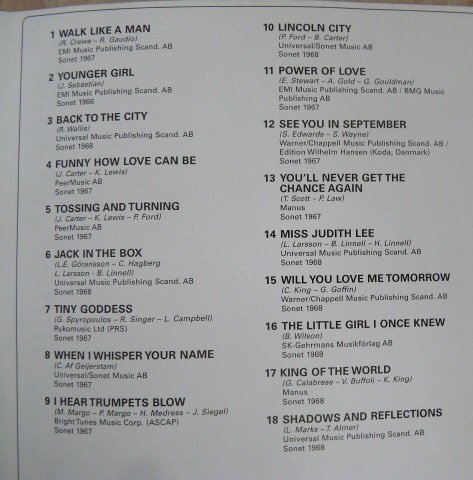 1 WALK LIKE A MAN
(R. Crewe – R. Gaudio)
EMI Music Publishing Scand. AB
Sonet 1967
2 YOUNGER GIRL
(J. Sebastian)
EMI Music Publishing Scand. AB
Sonet 1966
3 BACK TO THE CITY
(R. Wallis)
Universal Music Publishing Scand. AB
Sonet 1968
4 FUNNY HOW LOVE CAN BE
(J. Carter – K. Lewis)
PeerMusic AB
Sonet 1967
5 TOSSING AND TURNING
(J. Carter – K. Lewis – P. Ford)
PeerMusic AB
Sonet 1967
6 JACK IN THE BOX
(L.E. Göransson – C. Hagberg
L. Larsson - B. Linnell)
Universal Music Publishing Scand. AB
Sonet 1968
7 TINY GODDESS
(G. Spyropoulos – R. Singer – L. Campbell)
Rykomusic Ltd (PRS)
Sonet 1967
8 WHEN I WHISPER YOUR NAME
(C. Af Geijerstam)
Universal/Sonet Music AB
Sonet 1967
9 I HEAR TRUMPETS BLOW
(M. Margo – P. Margo – H. Medress – J. Siegel)
Bright Tunes Music Corp. (ASCAP)
Sonet 1967
10 LINCOLN CITY
(P. Ford – B. Carter)
Universal/Sonet Music AB
Sonet 1968
11 POWER OF LOVE
(E. Stewart – A. Gold – G. Gouldman)
EMI Music Publishing Scand. AB / BMG Music
Publishing AB
Sonet 1967
12 SEE YOU IN SEPTEMBER
(S. Edwards – S. Wayne)
Warner/Chappell Music Publishing Scand. AB /
Edition Wilhelm Hansen (Koda, Danmark)
Sonet 1967
13 YOU'LL NEVER GET THE
CHANCE AGAIN
(T. Scott – P. Law)
Manus
Sonet 1967
14 MISS JUDITH LEE
(L. Larsson – B. Linnell – H. Linnell)
Universal Music Publishing Scand. AB
Sonet 1968
15 WILL YOU LOVE ME TOMORROW
(C. King – G. Goffin)
Warner/Chappell Music Publishing Scand. AB
Sonet 1968
16 THE LITTLE GIRL I ONCE KNEW
(B. Wilson)
SK-Gehrmans Musikförlag AB
Sonet 1968
17 KING OF THE WORLD
(G. Calabrese – V. Buffoli – K. King)
Manus
Sonet 1968
18 SHADOWS AND REFLECTIONS
(L. Marks – T. Almer)
Universal Music Publishing Scand. AB
Sonet 1968